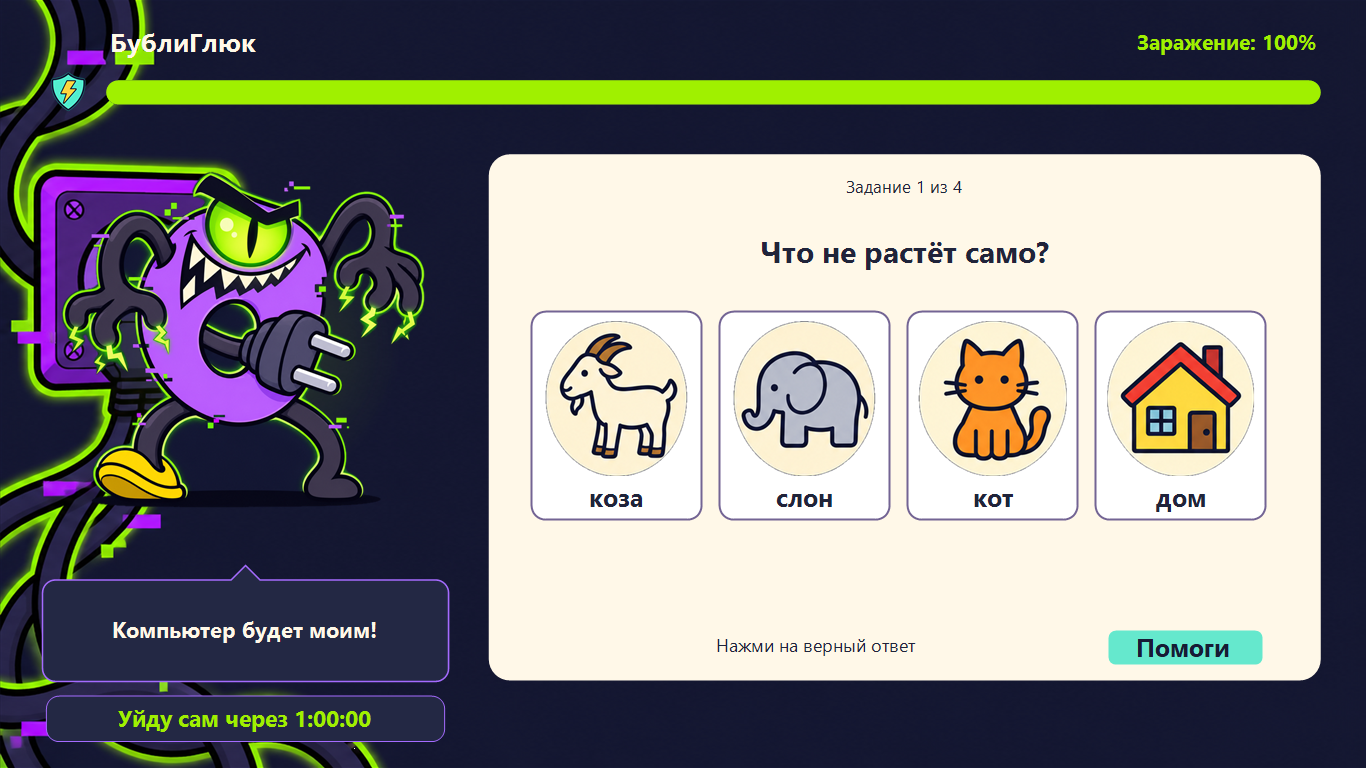 БублиГлюк
Заражение: 100%
Задание 1 из 4
Что не растёт само?
коза
слон
кот
дом
Нажми на верный ответ
Помоги
Компьютер будет моим!
Уйду сам через 1:00:00